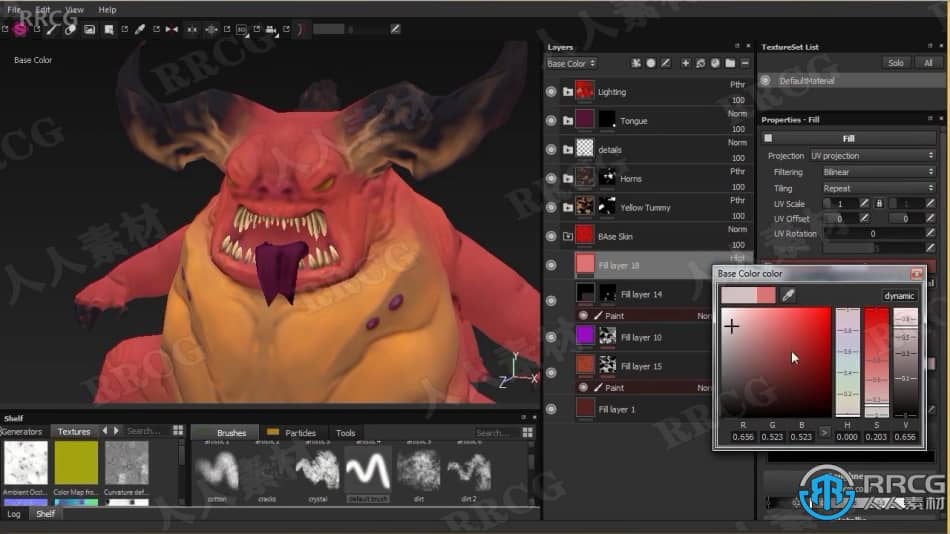 File Edit View Help
RRCG
Base Color
Layers
Base Color
Lighting
Pthr
100
Tongue
Norm
100
details
Norm
100
Horns
Pthr
100
Yellow Tummy
Pthr
100
BAse Skin
Norm
100
Fill layer 18
Fill layer 14
Paint
Fill layer 10
Fill layer 15
Paint
Fill layer 1
TextureSet List
Solo All
DefaultMaterial
Properties - Fill
Fill
Projection UV projection
Filtering Bilinear
Tiling Repeat
UV Scale 1 1
UV Offset 0 0
UV Rotation 0
Base Color color
dynamic
R G B H S V
0.656 0.523 0.523 > 0.000 0.203 0.656
Y
Z X
Shelf
Generators Textures Search...
Brushes Particles Tools Search...
Ambient Occl... Color Map fro... Curvature def...
cotton cracks crystal default brush dirt dirt 2
Log Shelf
RRCG
人人素材